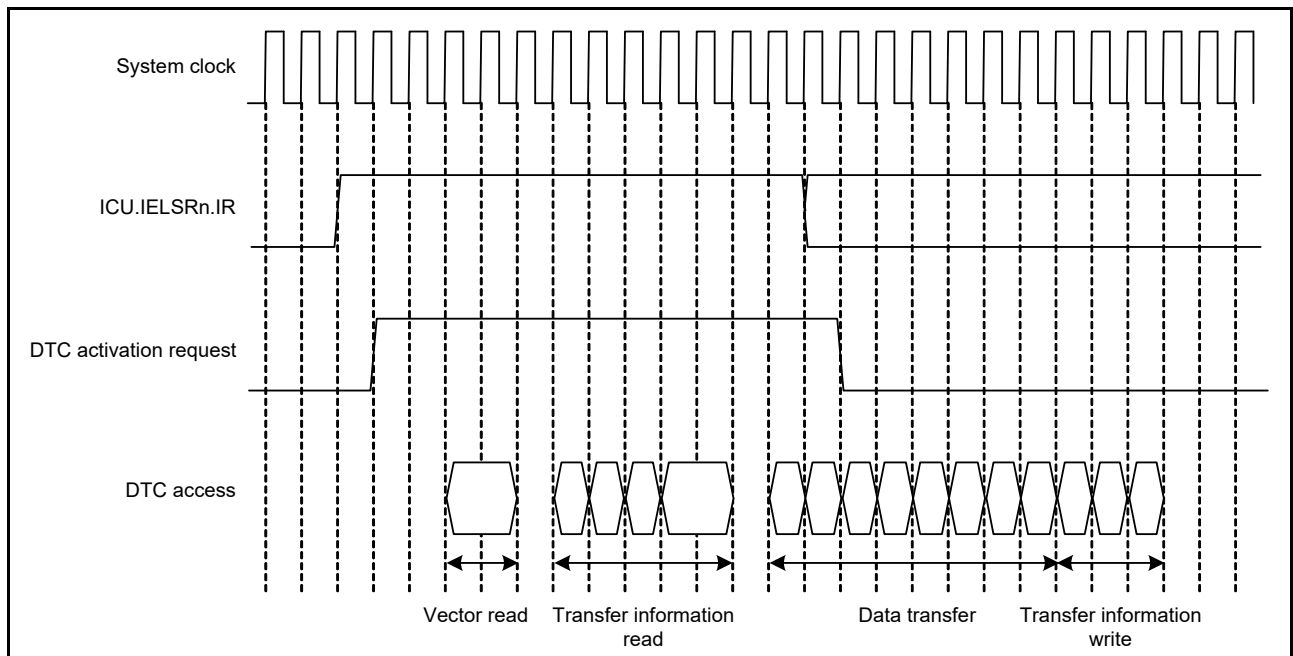 System clock
ICU.IELSRn.IR
DTC activation request
DTC access
Vector read
Transfer information
read
Data transfer
Transfer information
write